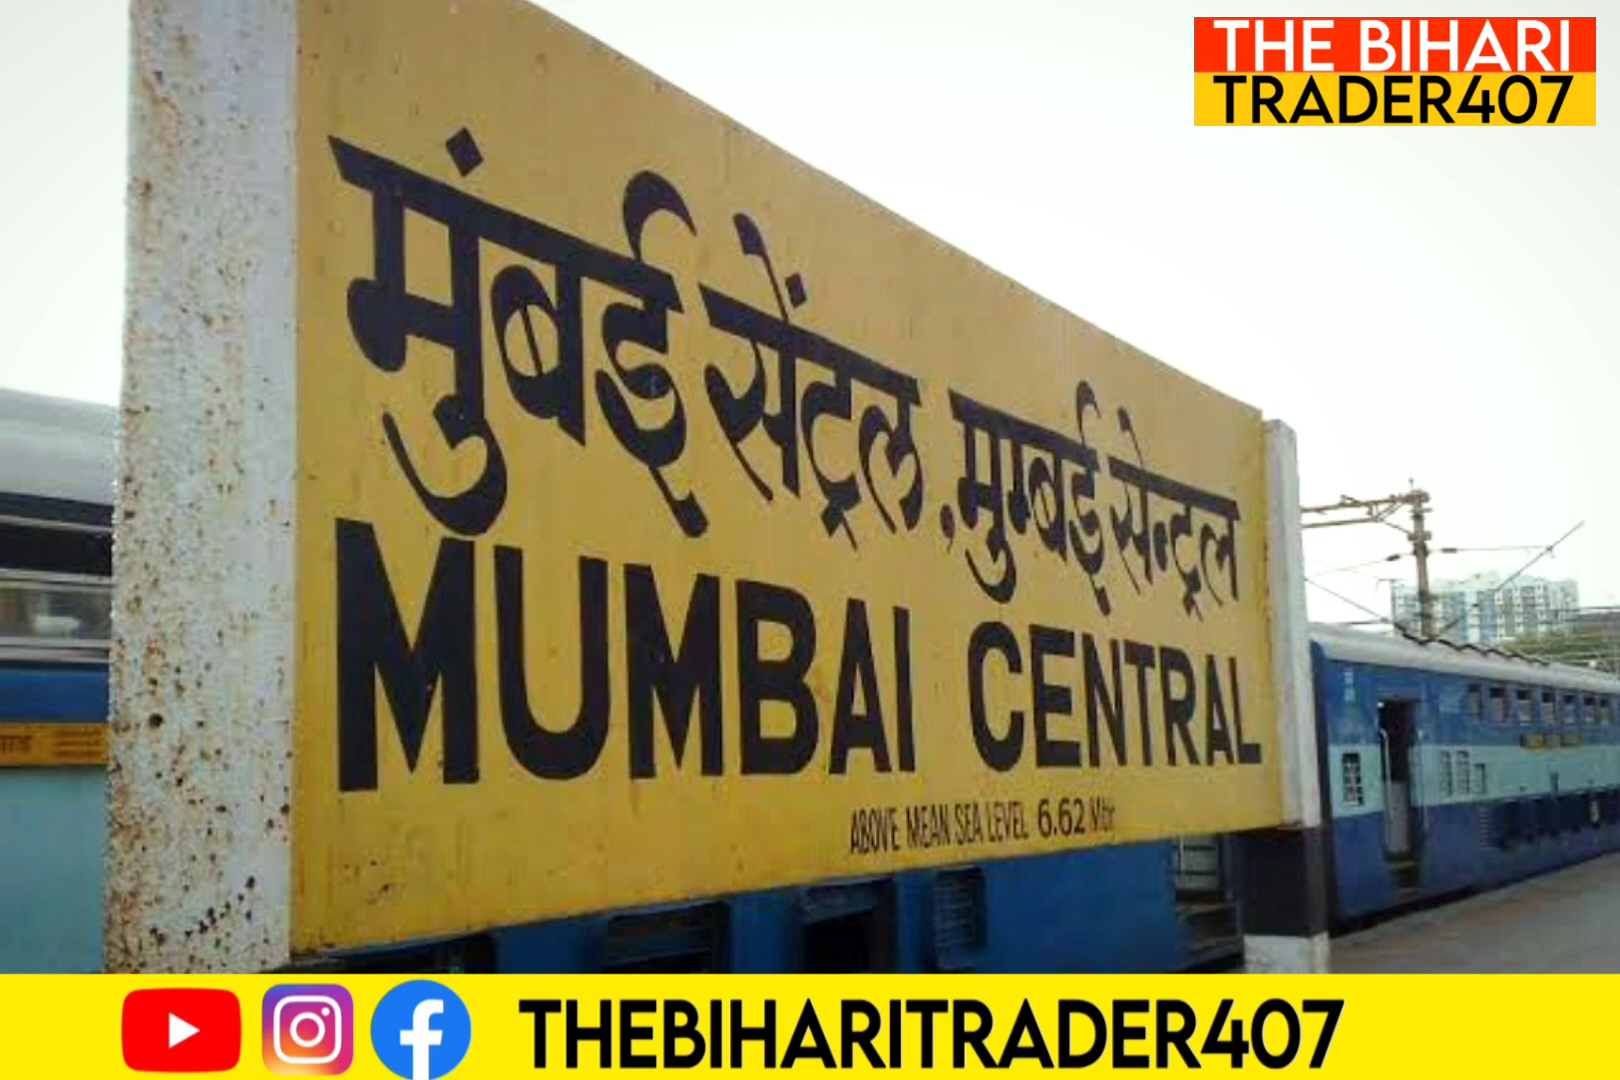 THE BIHARI
TRADER407
मुंबई सेंट्रल , मुम्बई सेन्ट्रल
MUMBAI CENTRAL
ABOVE MEAN SEA LEVEL 6.62 Mtr
THEBIHARITRADER407